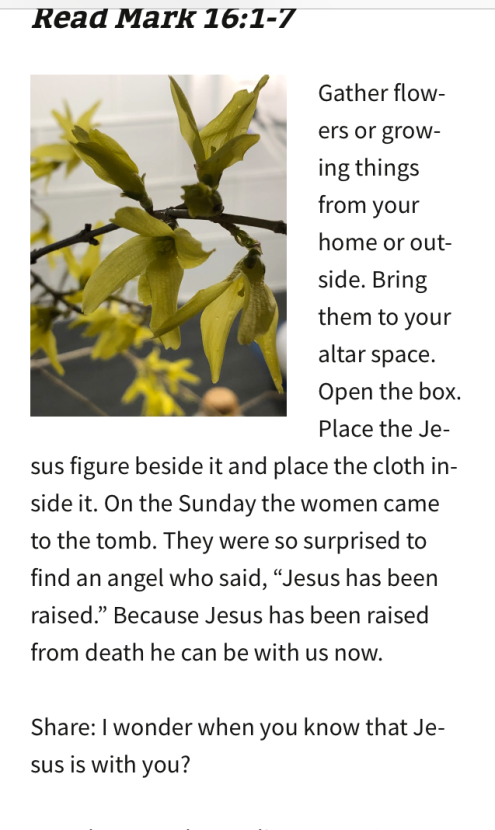 Read Mark 16:1-7
Gather flow-
ers or grow-
ing things
from your
home or out-
side. Bring
them to your
altar space.
Open the box.
Place the Je-
sus figure beside it and place the cloth in-
side it. On the Sunday the women came
to the tomb. They were so surprised to
find an angel who said, “Jesus has been
raised.” Because Jesus has been raised
from death he can be with us now.
Share: I wonder when you know that Je-
sus is with you?